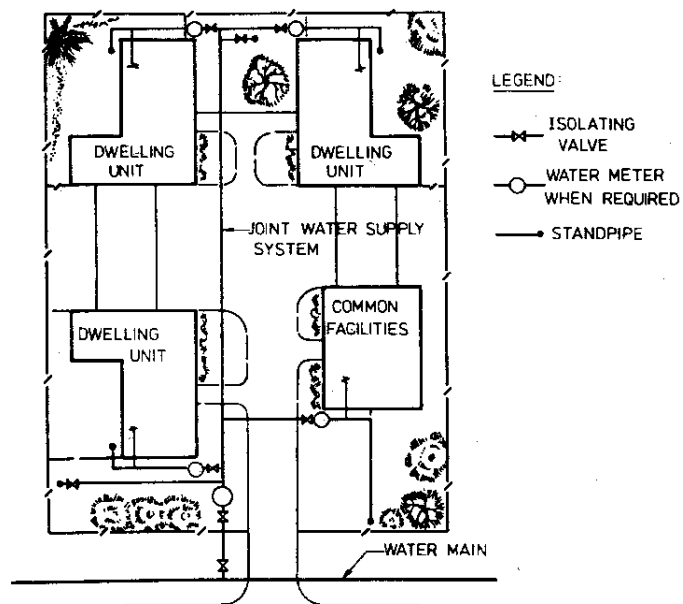 DWELLING
UNIT
DWELLING
UNIT
JOINT WATER SUPPLY
SYSTEM
DWELLING
UNIT
COMMON
FACILITIES
WATER MAIN
LEGEND:
ISOLATING
VALVE
WATER METER
WHEN REQUIRED
STANDPIPE